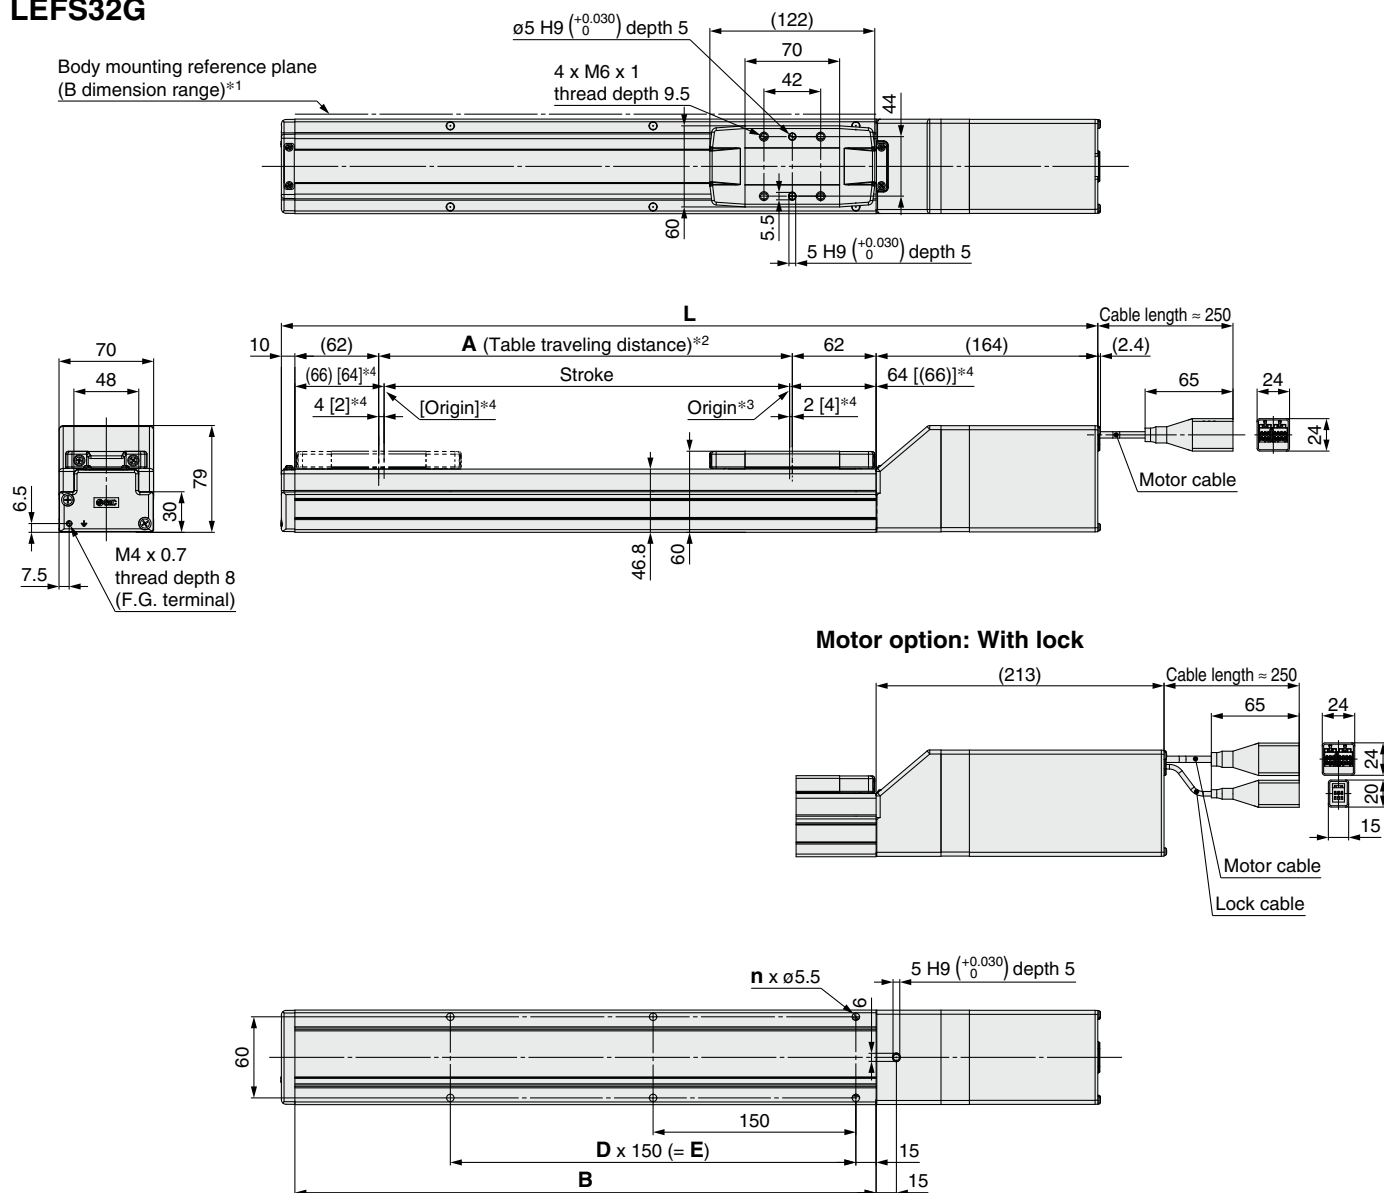 LEFS32G
ø5 H9 (+0.030 0) depth 5
(122)
70
42
4 x M6 x 1
thread depth 9.5
Body mounting reference plane
(B dimension range)*1
44
60
5.5
5 H9 (+0.030 0) depth 5
L
Cable length ≈ 250
10
(62)
A (Table traveling distance)*2
62
(164)
(2.4)
(66) [64]*4
Stroke
64 [(66)]*4
4 [2]*4
[Origin]*4
Origin*3
2 [4]*4
65
24
24
Motor cable
70
48
79
30
6.5
7.5
M4 x 0.7
thread depth 8
(F.G. terminal)
46.8
60
Motor option: With lock
(213)
Cable length ≈ 250
65
24
24
20
15
Motor cable
Lock cable
n x ø5.5
6
5 H9 (+0.030 0) depth 5
60
150
D x 150 (= E)
15
B
15